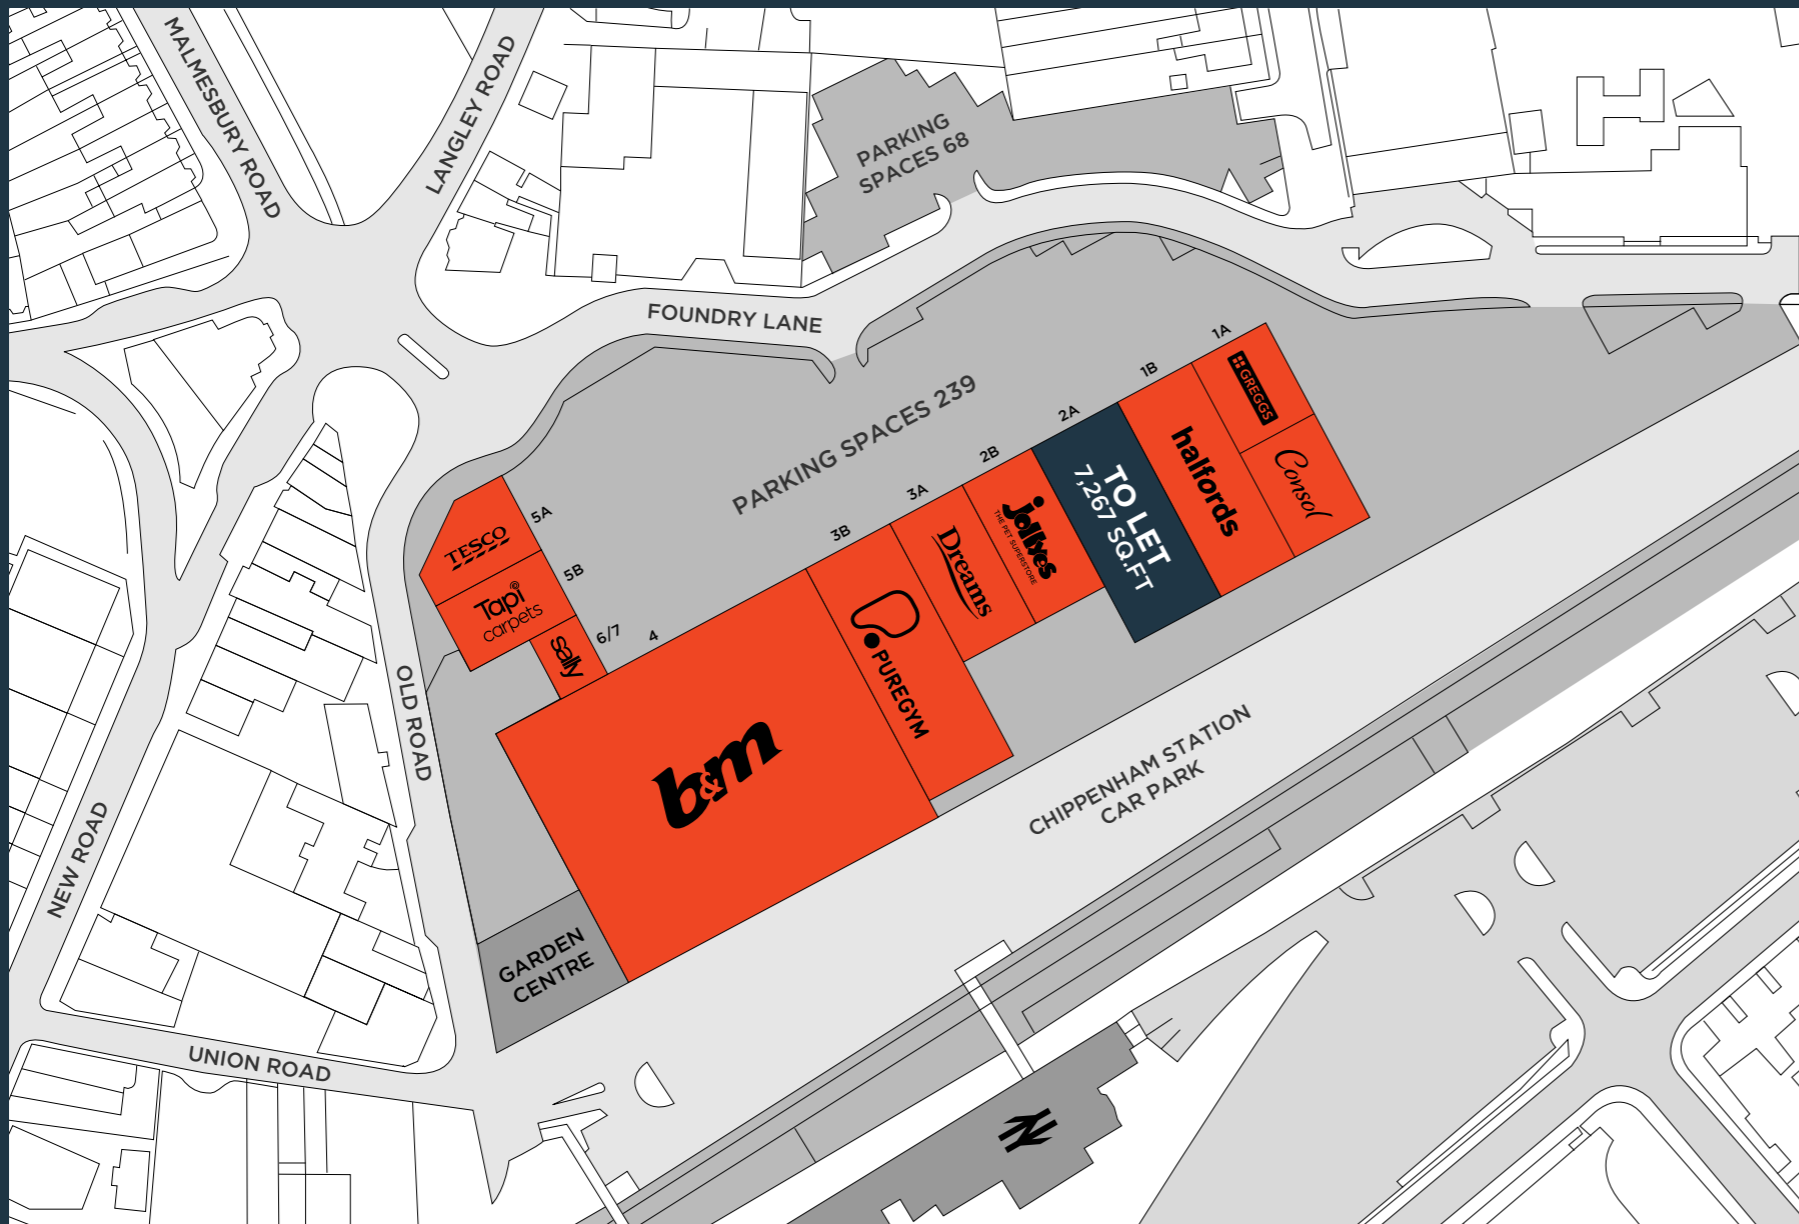 MALMESBURY ROAD
LANGLEY ROAD
PARKING
SPACES 68
FOUNDRY LANE
PARKING SPACES 239
1A
GREGGS
Consol
1B
halfords
2A
TO LET
7,267 SQ.FT
2B
jollyes
THE PET SUPERSTORE
3A
Dreams
3B
PUREGYM
4
b&m
5A
TESCO
5B
Tapi
carpets
6/7
sally
OLD ROAD
NEW ROAD
GARDEN
CENTRE
CHIPPENHAM STATION
CAR PARK
UNION ROAD